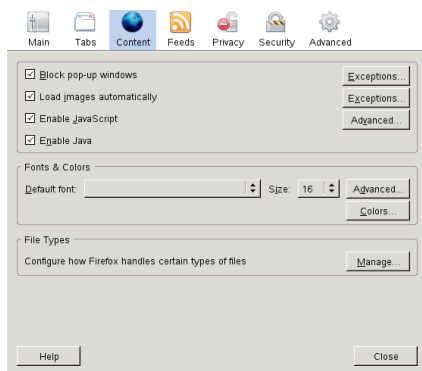 Main Tabs Content Feeds Privacy Security Advanced
Block pop-up windows Exceptions...
Load images automatically Exceptions...
Enable JavaScript Advanced...
Enable Java
Fonts & Colors
Default font: Size: 16 Advanced...
Colors...
File Types
Configure how Firefox handles certain types of files Manage...
Help Close